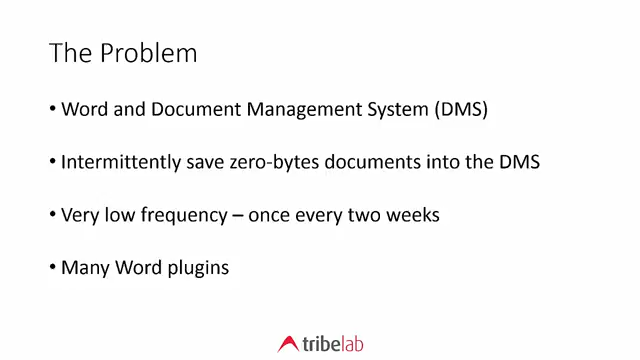 The Problem
• Word and Document Management System (DMS)
• Intermittently save zero-bytes documents into the DMS
• Very low frequency – once every two weeks
• Many Word plugins
tribelab